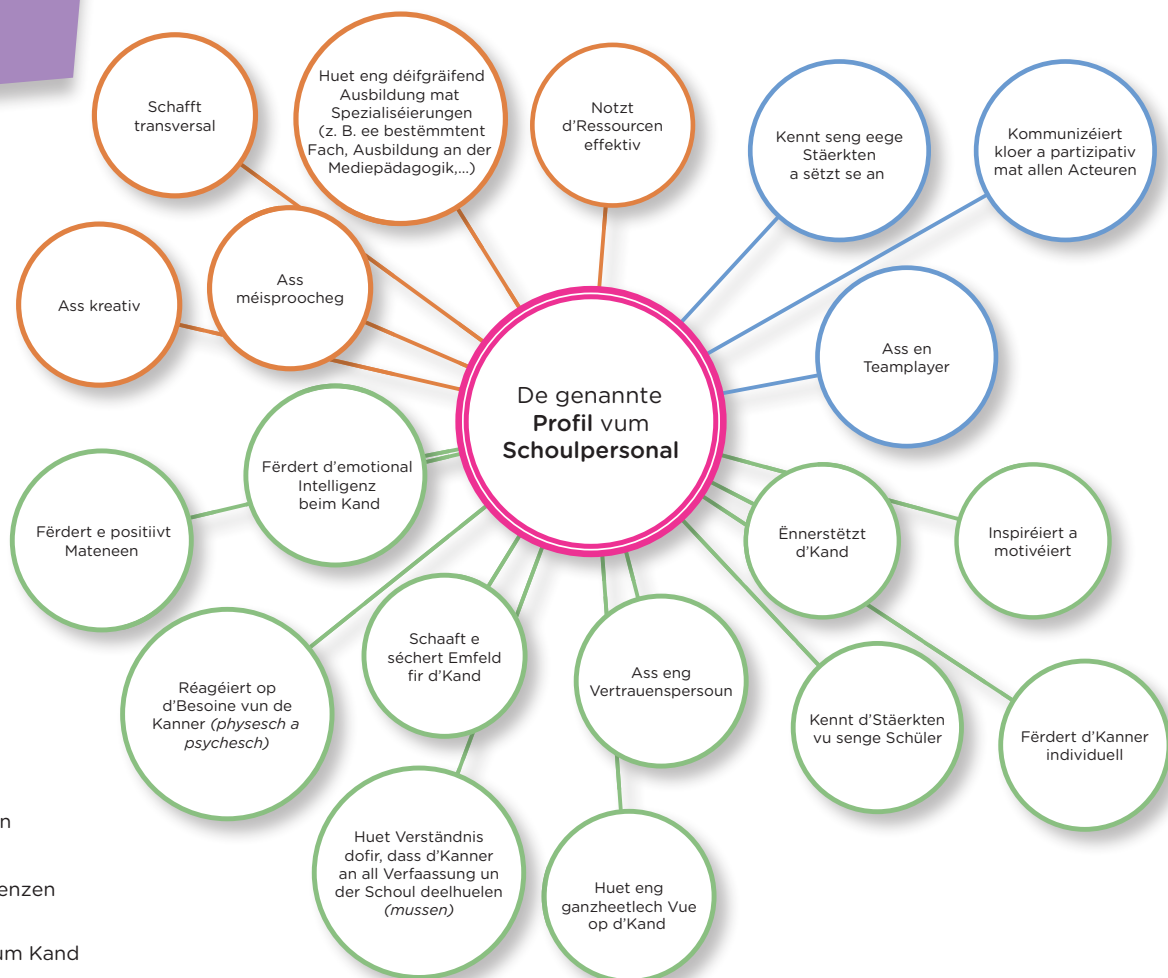 Schafft
transversal
Huet eng déifgräifend
Ausbildung mat
Spezialiséierungen
(z. B. ee bestëmmtent
Fach, Ausbildung an der
Mediepädagogik,...)
Notzt
d'Ressourcen
effektiv
Kennt seng eege
Stäerkten
a sëtzt se an
Kommunizéiert
kloer a partizipativ
mat allen Acteuren
Ass kreativ
Ass
méisproocheg
Ass en
Teamplayer
De genannte
Profil vum
Schoulpersonal
Fërdert d'emotional
Intelligenz
beim Kand
Fërdert e positiivt
Mateneen
Ënnerstëtzt
d'Kand
Inspiréiert a
motivéiert
Schaaft e
séchert Emfeld
fir d'Kand
Ass eng
Vertrauenspersoun
Réagéiert op
d'Besoine vun de
Kanner (physesch a
psychesch)
Kennt d'Stäerkten
vu senge Schüler
Fërdert d'Kanner
individuell
Huet Verständnis
dofir, dass d'Kanner
an all Verfaassung un
der Schoul deelhuelen
(mussen)
Huet eng
ganzheetlech Vue
op d'Kand
n
enzen
um Kand